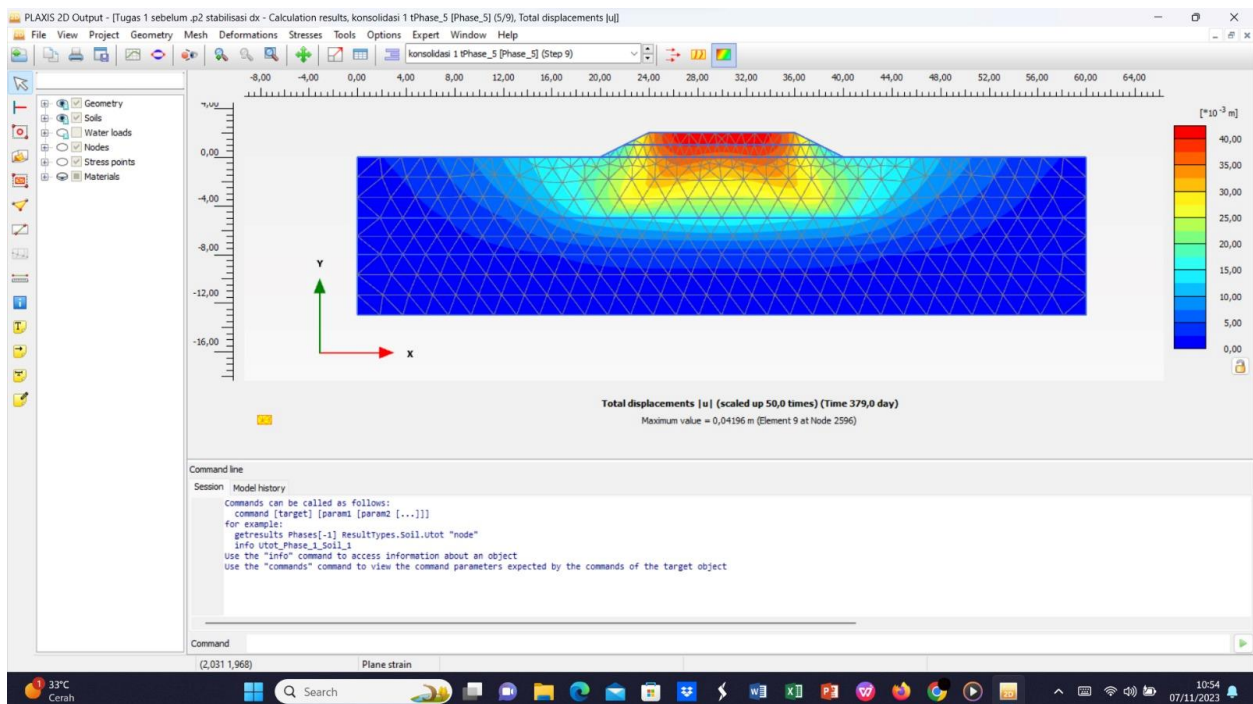 PLAXIS 2D Output - [Tugas 1 sebelum .p2 stabilisasi dx - Calculation results, konsolidasi 1 tPhase_5 [Phase_5] (5/9), Total displacements |u|]
File View Project Geometry Mesh Deformations Stresses Tools Options Expert Window Help
konsolidasi 1 tPhase_5 [Phase_5] (Step 9)
-8,00 -4,00 0,00 4,00 8,00 12,00 16,00 20,00 24,00 28,00 32,00 36,00 40,00 44,00 48,00 52,00 56,00 60,00 64,00
Geometry
Soils
Water loads
Nodes
Stress points
Materials
4,00
0,00
-4,00
-8,00
-12,00
-16,00
Y
X
[*10 -3 m]
40,00
35,00
30,00
25,00
20,00
15,00
10,00
5,00
0,00
Total displacements |u| (scaled up 50,0 times) (Time 379,0 day)
Maximum value = 0,04196 m (Element 9 at Node 2596)
Command line
Session Model history
Commands can be called as follows:
command [target] [param1 [param2 [...]]]
for example:
getresults Phases[-1] ResultTypes.Soil.Utot "node"
info Utot_Phase_1_Soil_1
Use the "info" command to access information about an object
Use the "commands" command to view the command parameters expected by the commands of the target object
Command
(2,031 1,968) Plane strain
1
33°C
Cerah
Search
10:54
07/11/2023